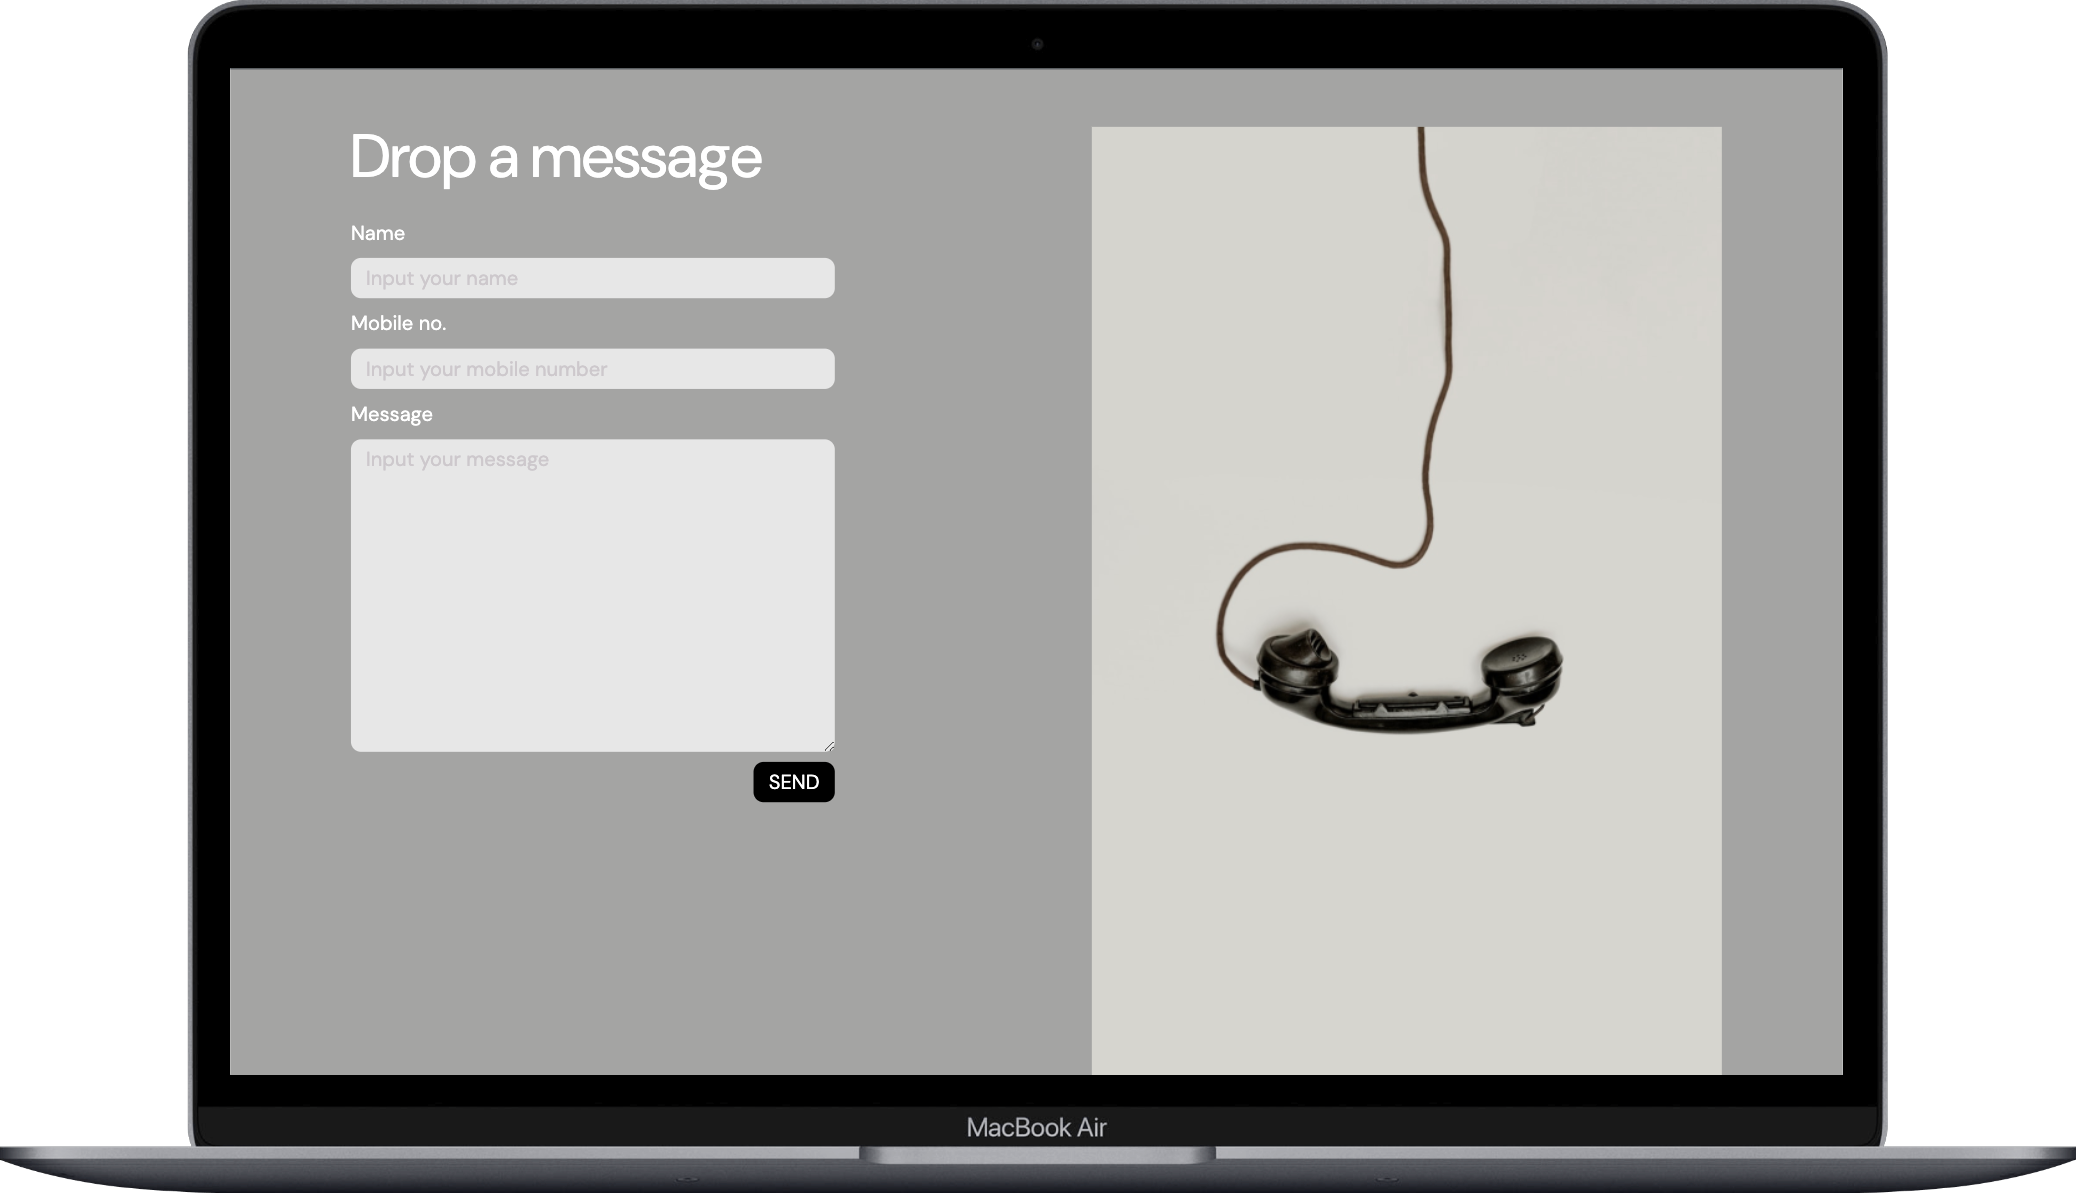 Drop a message
Name
Input your name
Mobile no.
Input your mobile number
Message
Input your message
SEND
MacBook Air